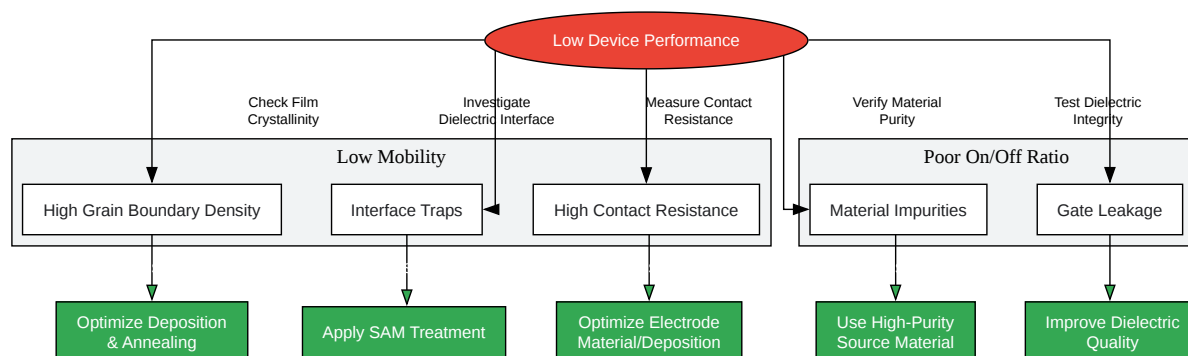 Low Device Performance
Check Film
Crystallinity
Investigate
Dielectric Interface
Measure Contact
Resistance
Verify Material
Purity
Test Dielectric
Integrity
Low Mobility
Poor On/Off Ratio
High Grain Boundary Density
Interface Traps
High Contact Resistance
Material Impurities
Gate Leakage
Optimize Deposition
& Annealing
Apply SAM Treatment
Optimize Electrode
Material/Deposition
Use High-Purity
Source Material
Improve Dielectric
Quality